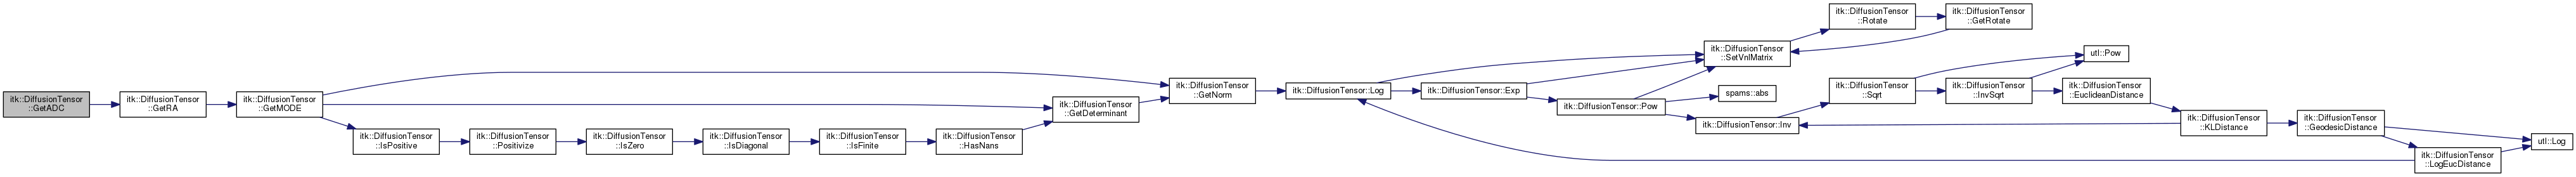 itk::DiffusionTensor
::GetADC
itk::DiffusionTensor
::GetRA
itk::DiffusionTensor
::GetMODE
itk::DiffusionTensor
::IsPositive
itk::DiffusionTensor
::Positivize
itk::DiffusionTensor
::IsZero
itk::DiffusionTensor
::IsDiagonal
itk::DiffusionTensor
::IsFinite
itk::DiffusionTensor
::HasNans
itk::DiffusionTensor
::GetDeterminant
itk::DiffusionTensor
::GetNorm
itk::DiffusionTensor::Log
itk::DiffusionTensor::Exp
itk::DiffusionTensor::Pow
itk::DiffusionTensor
::SetVnlMatrix
spams::abs
itk::DiffusionTensor::Inv
itk::DiffusionTensor
::Rotate
itk::DiffusionTensor
::GetRotate
itk::DiffusionTensor
::Sqrt
itk::DiffusionTensor
::InvSqrt
utl::Pow
itk::DiffusionTensor
::EuclideanDistance
itk::DiffusionTensor
::KLDistance
itk::DiffusionTensor
::GeodesicDistance
itk::DiffusionTensor
::LogEucDistance
utl::Log